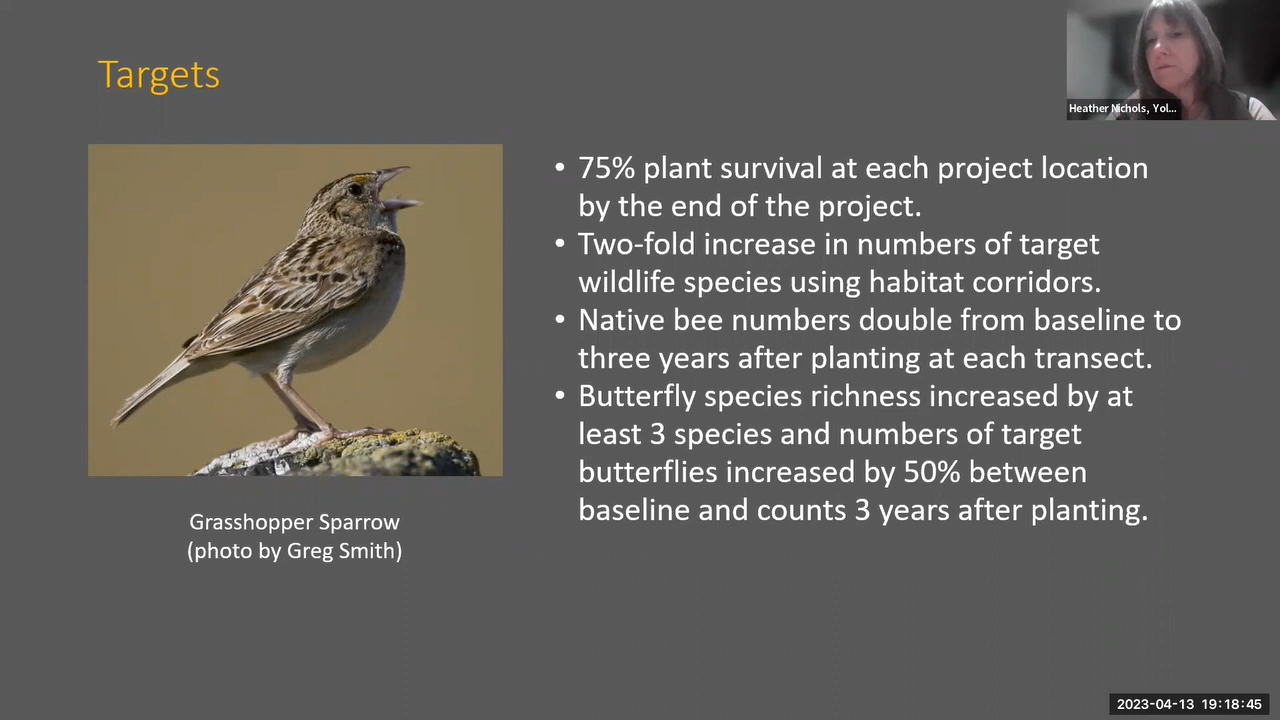 Targets
Heather Nichols, Yol...
• 75% plant survival at each project location
by the end of the project.
• Two-fold increase in numbers of target
wildlife species using habitat corridors.
• Native bee numbers double from baseline to
three years after planting at each transect.
• Butterfly species richness increased by at
least 3 species and numbers of target
butterflies increased by 50% between
baseline and counts 3 years after planting.
Grasshopper Sparrow
(photo by Greg Smith)
2023-04-13 19:18:45